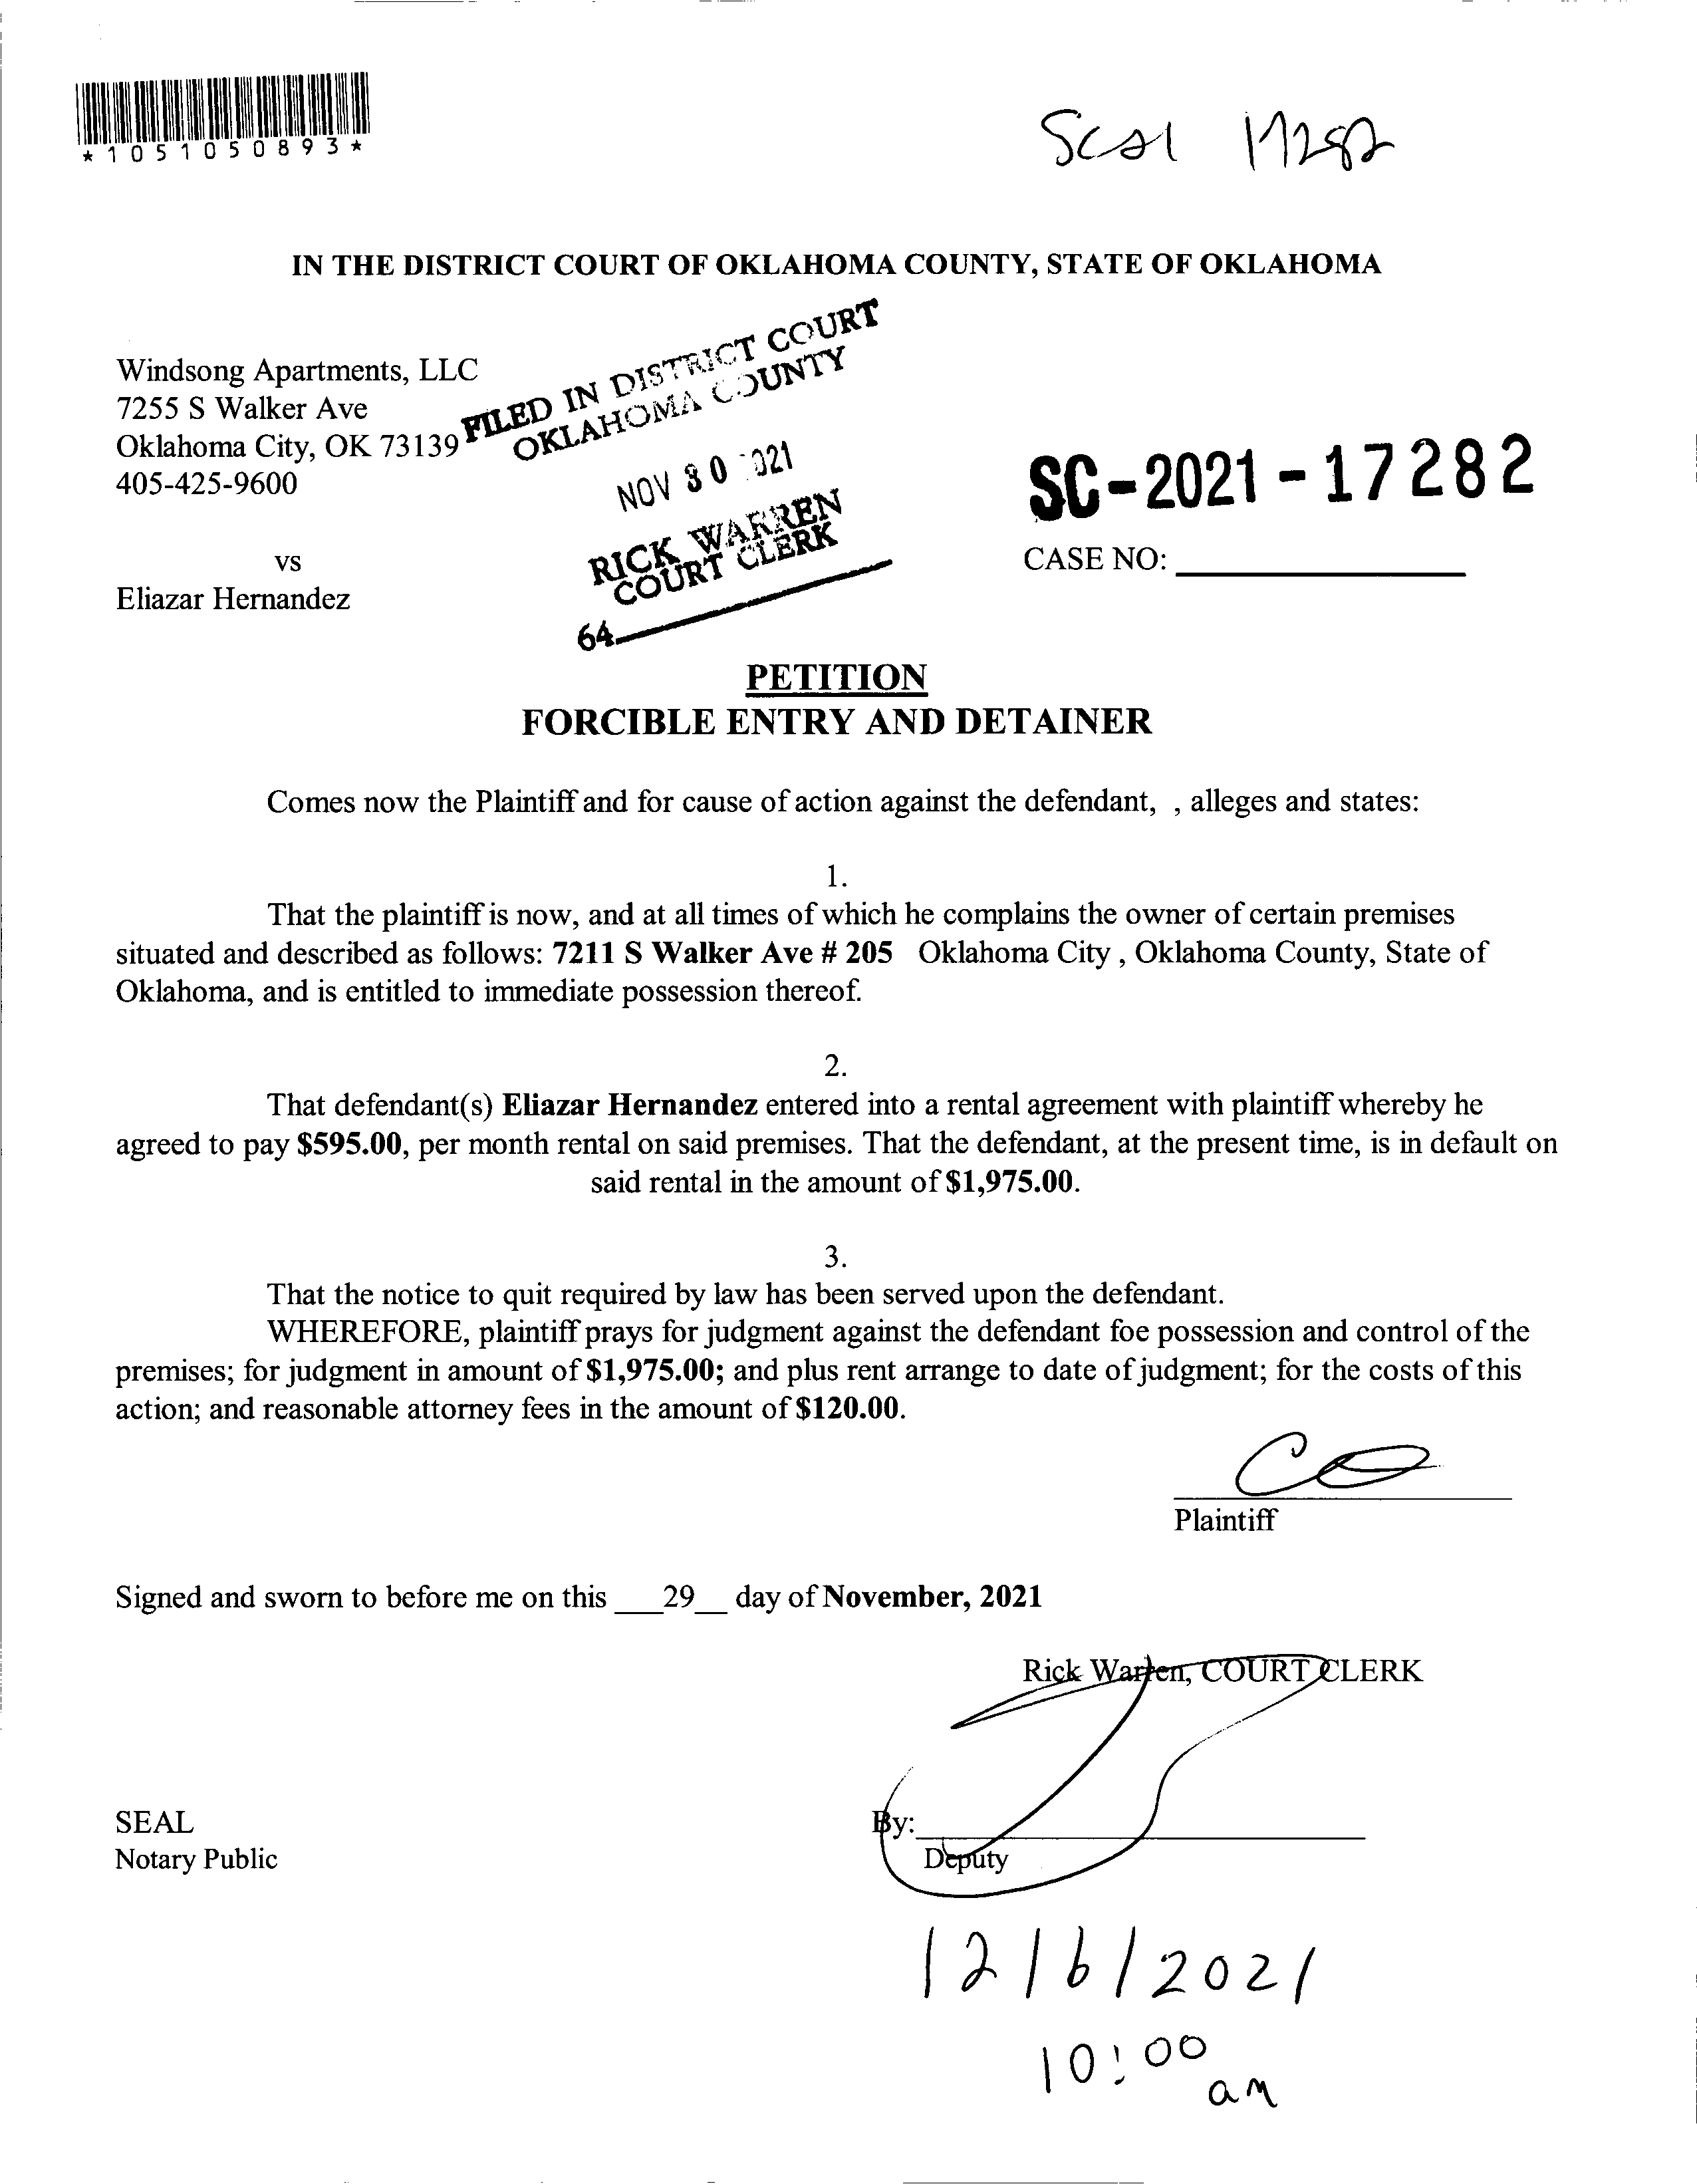 *1051050893*
SC21 17282
IN THE DISTRICT COURT OF OKLAHOMA COUNTY, STATE OF OKLAHOMA
Windsong Apartments, LLC
7255 S Walker Ave
Oklahoma City, OK 73139
405-425-9600
FILED IN DISTRICT COURT
OKLAHOMA COUNTY
NOV 30 2021
RICK WARREN
COURT CLERK
64
SC-2021-17282
CASE NO:
vs
Eliazar Hernandez
PETITION
FORCIBLE ENTRY AND DETAINER
Comes now the Plaintiff and for cause of action against the defendant, , alleges and states:
1.
That the plaintiff is now, and at all times of which he complains the owner of certain premises
situated and described as follows: 7211 S Walker Ave # 205 Oklahoma City , Oklahoma County, State of
Oklahoma, and is entitled to immediate possession thereof.
2.
That defendant(s) Eliazar Hernandez entered into a rental agreement with plaintiff whereby he
agreed to pay $595.00, per month rental on said premises. That the defendant, at the present time, is in default on
said rental in the amount of $1,975.00.
3.
That the notice to quit required by law has been served upon the defendant.
WHEREFORE, plaintiff prays for judgment against the defendant foe possession and control of the
premises; for judgment in amount of $1,975.00; and plus rent arrange to date of judgment; for the costs of this
action; and reasonable attorney fees in the amount of $120.00.
Plaintiff
Signed and sworn to before me on this ___29__ day of November, 2021
Rick Warren, COURT CLERK
SEAL
Notary Public
By:
Deputy
12/6/2021
10:00
am